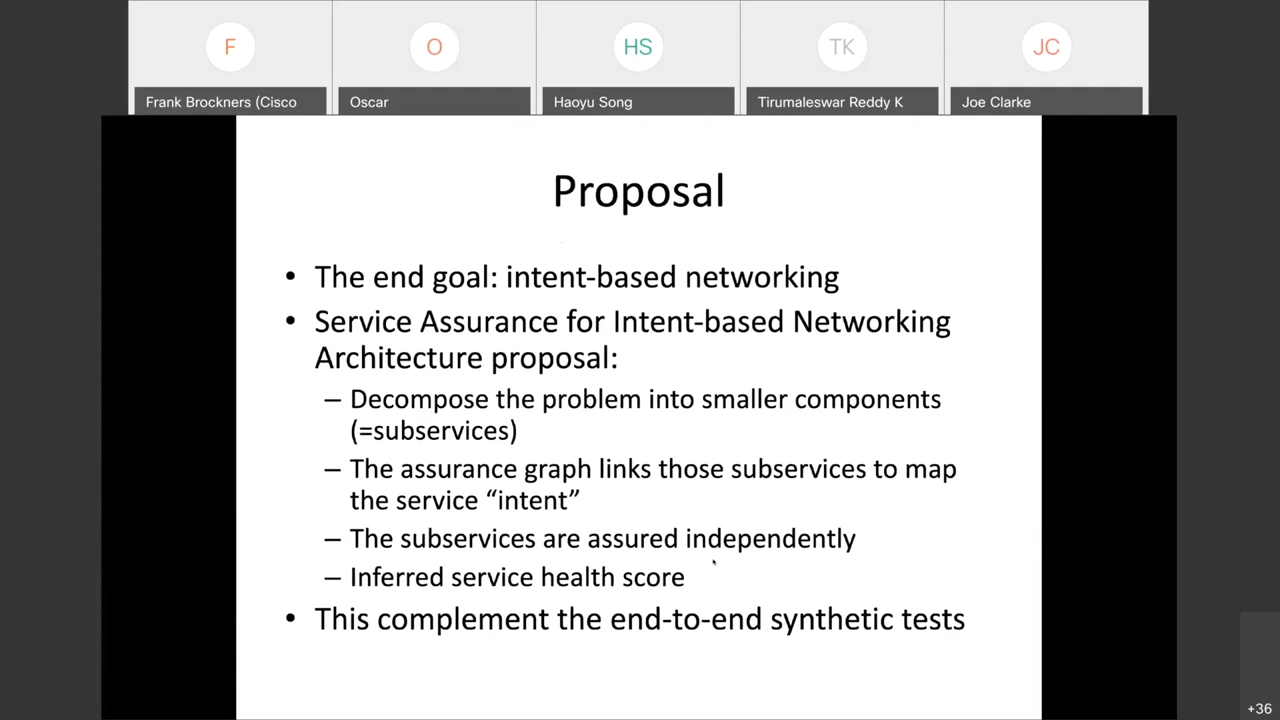 F
O
HS
TK
JC
Frank Brockners (Cisco
Oscar
Haoyu Song
Tirumaleswar Reddy K
Joe Clarke
Proposal
• The end goal: intent-based networking
• Service Assurance for Intent-based Networking
Architecture proposal:
– Decompose the problem into smaller components
(=subservices)
– The assurance graph links those subservices to map
the service “intent”
– The subservices are assured independently
– Inferred service health score
• This complement the end-to-end synthetic tests
+36